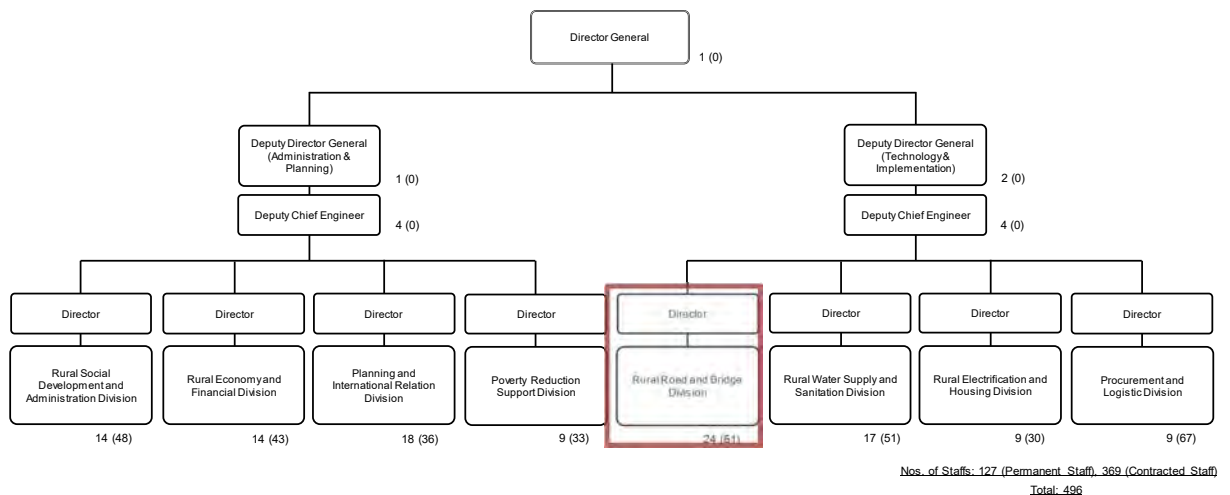 Director General
1 (0)
Deputy Director General
(Administration &
Planning)
1 (0)
Deputy Director General
(Technology &
Implementation)
2 (0)
Deputy Chief Engineer
4 (0)
Deputy Chief Engineer
4 (0)
Director
Director
Director
Director
Director
Director
Director
Director
Rural Social
Development and
Administration Division
14 (48)
Rural Economy and
Financial Division
14 (43)
Planning and
International Relation
Division
18 (36)
Poverty Reduction
Support Division
9 (33)
Rural Road and Bridge
Division
24 (61)
Rural Water Supply and
Sanitation Division
17 (51)
Rural Electrification and
Housing Division
9 (30)
Procurement and
Logistic Division
9 (67)
Nos. of Staffs: 127 (Permanent Staff), 369 (Contracted Staff)
Total: 496